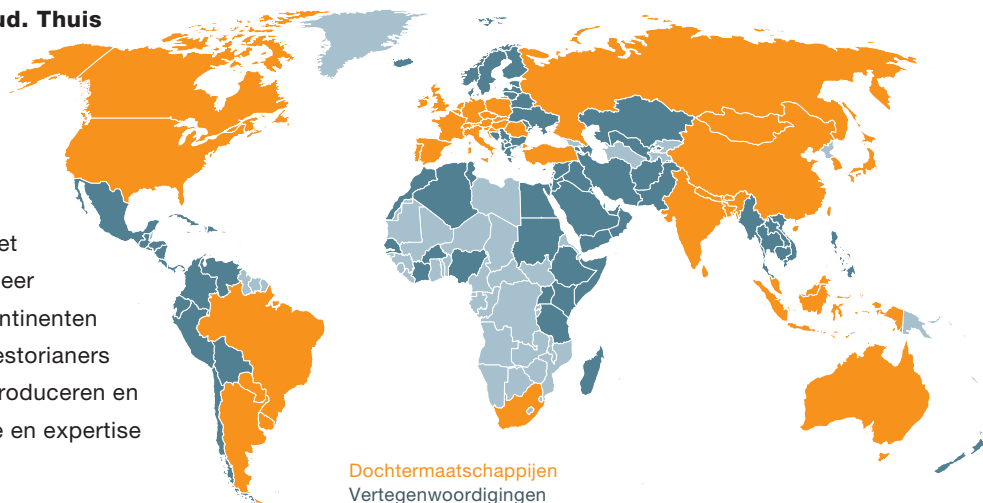 ud. Thuis
et
eer
ntinenten
estorianers
roduceren en
e en expertise
Dochtermaatschappijen
Vertegenwoordigingen